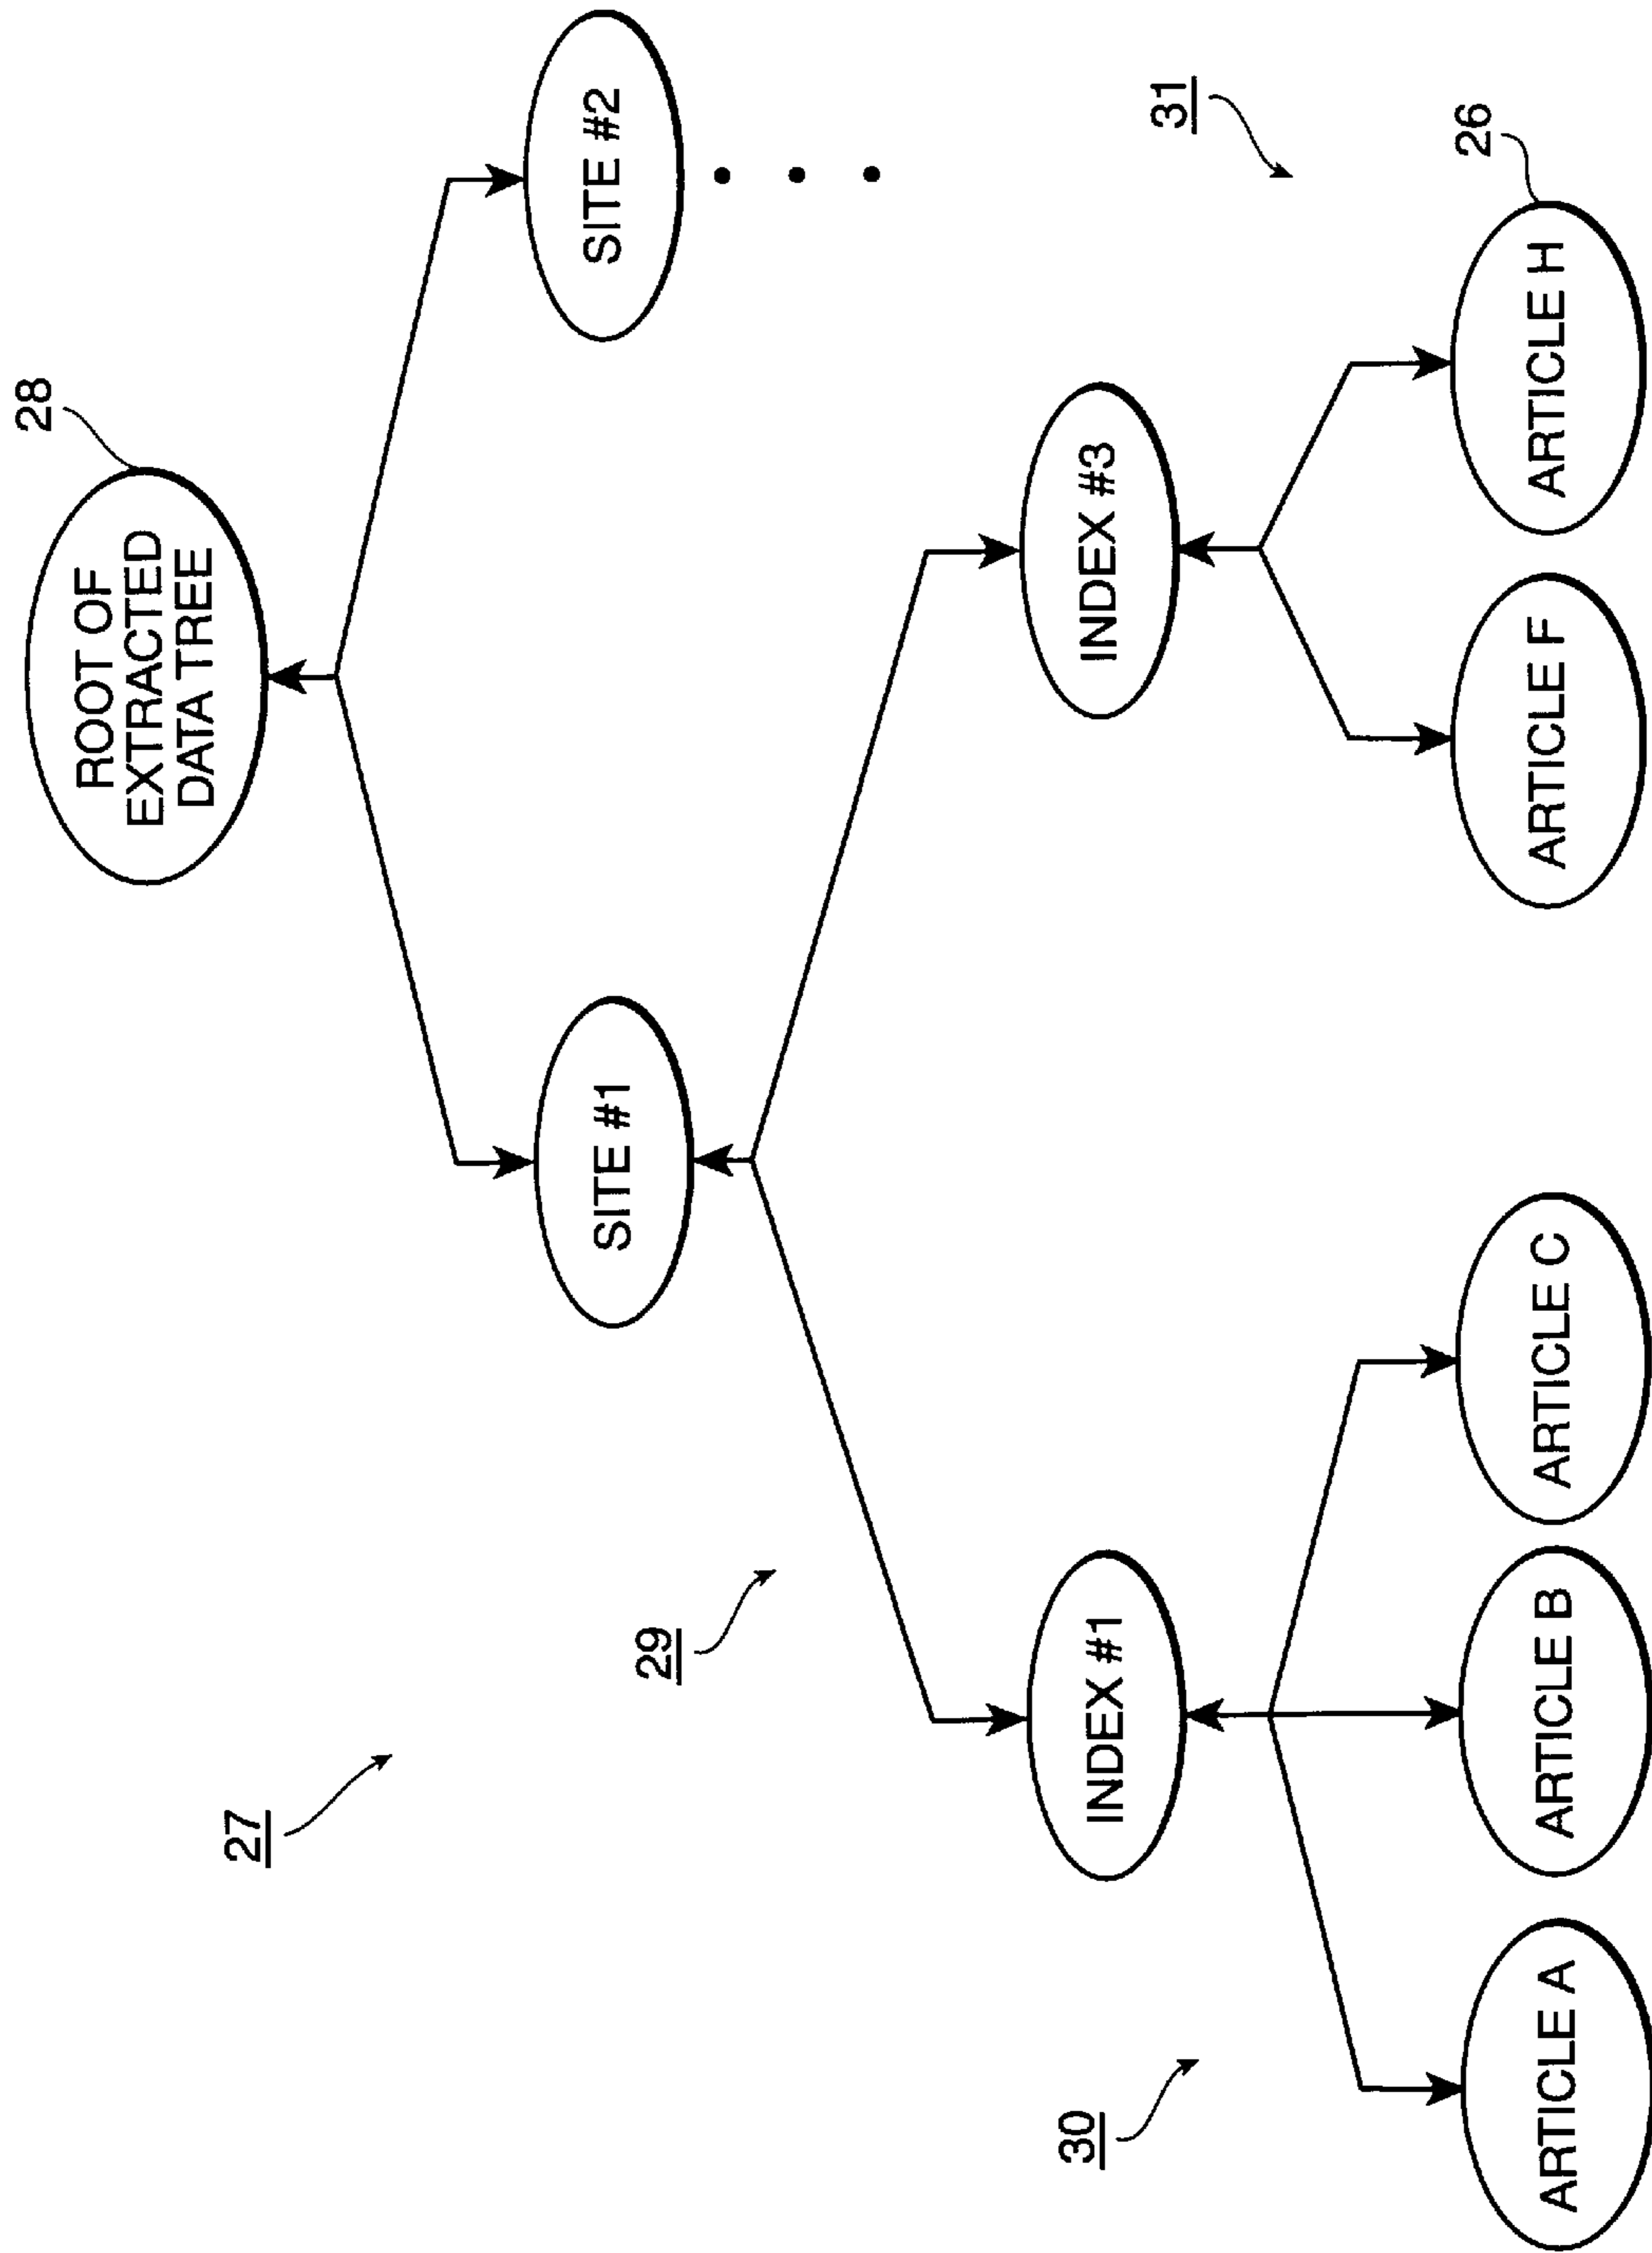 28
ROOT OF
EXTRACTED
DATA TREE
27
SITE #1
SITE #2
29
INDEX #1
INDEX #3
31
30
26
ARTICLE A
ARTICLE B
ARTICLE C
ARTICLE F
ARTICLE H